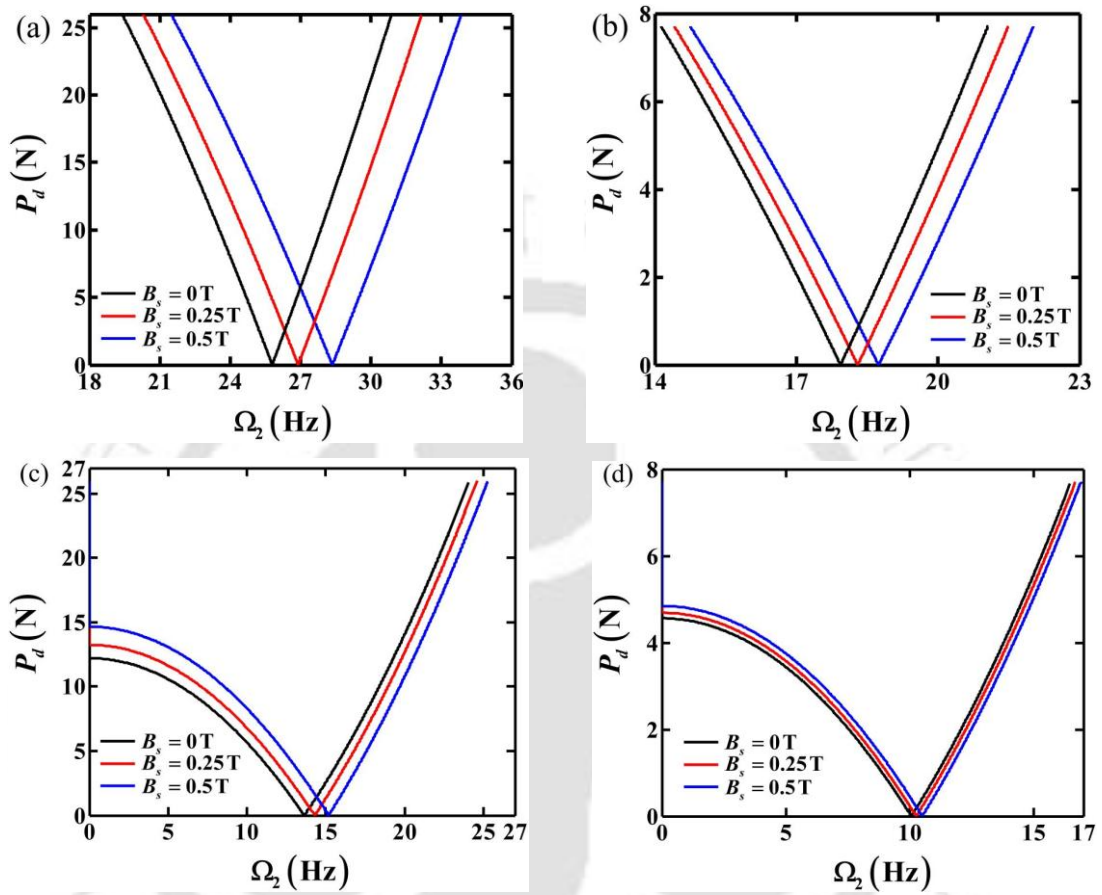 (a)
25
20
15
10
5
0
P_d (N)
B_s = 0 T
B_s = 0.25 T
B_s = 0.5 T
18 21 24 27 30 33 36
Ω_2 (Hz)
(b)
8
6
4
2
0
P_d (N)
B_s = 0 T
B_s = 0.25 T
B_s = 0.5 T
14 17 20 23
Ω_2 (Hz)
(c)
27
25
20
15
10
5
0
P_d (N)
B_s = 0 T
B_s = 0.25 T
B_s = 0.5 T
0 5 10 15 20 25 27
Ω_2 (Hz)
(d)
8
6
4
2
0
P_d (N)
B_s = 0 T
B_s = 0.25 T
B_s = 0.5 T
0 5 10 15 17
Ω_2 (Hz)